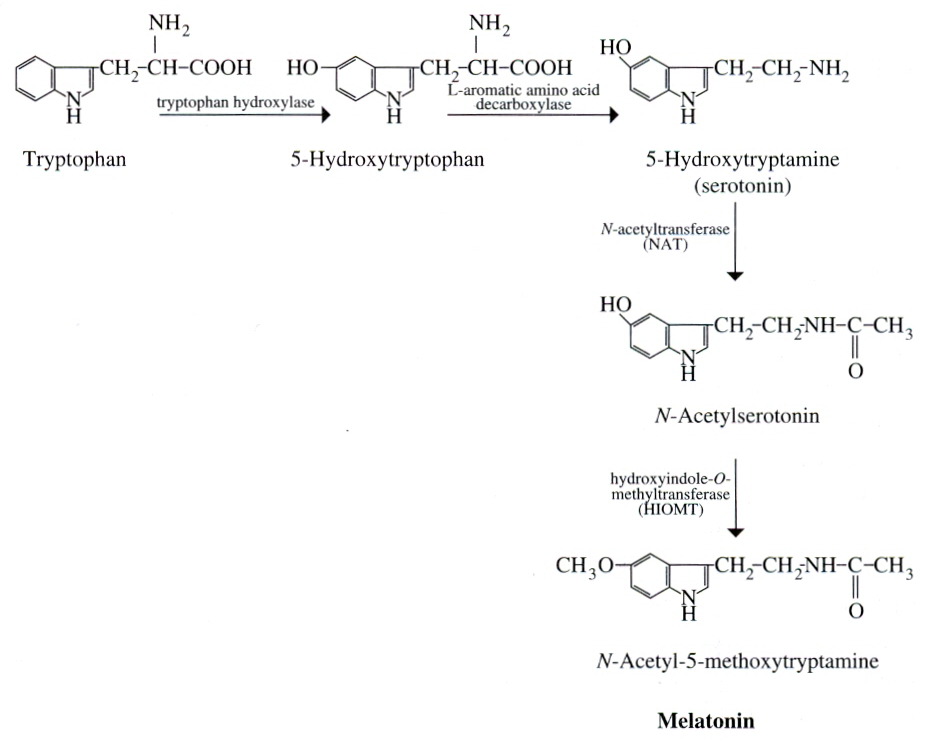 NH2 NH2
CH2-CH-COOH HO CH2-CH-COOH HO CH2-CH2-NH2
N N N
H H H
tryptophan hydroxylase
L-aromatic amino acid
decarboxylase
Tryptophan 5-Hydroxytryptophan 5-Hydroxytryptamine
(serotonin)
N-acetyltransferase
(NAT)
HO
CH2-CH2-NH-C-CH3
N
H
O
N-Acetylserotonin
hydroxyindole-O-
methyltransferase
(HIOMT)
CH3O CH2-CH2-NH-C-CH3
N
H
O
N-Acetyl-5-methoxytryptamine
Melatonin